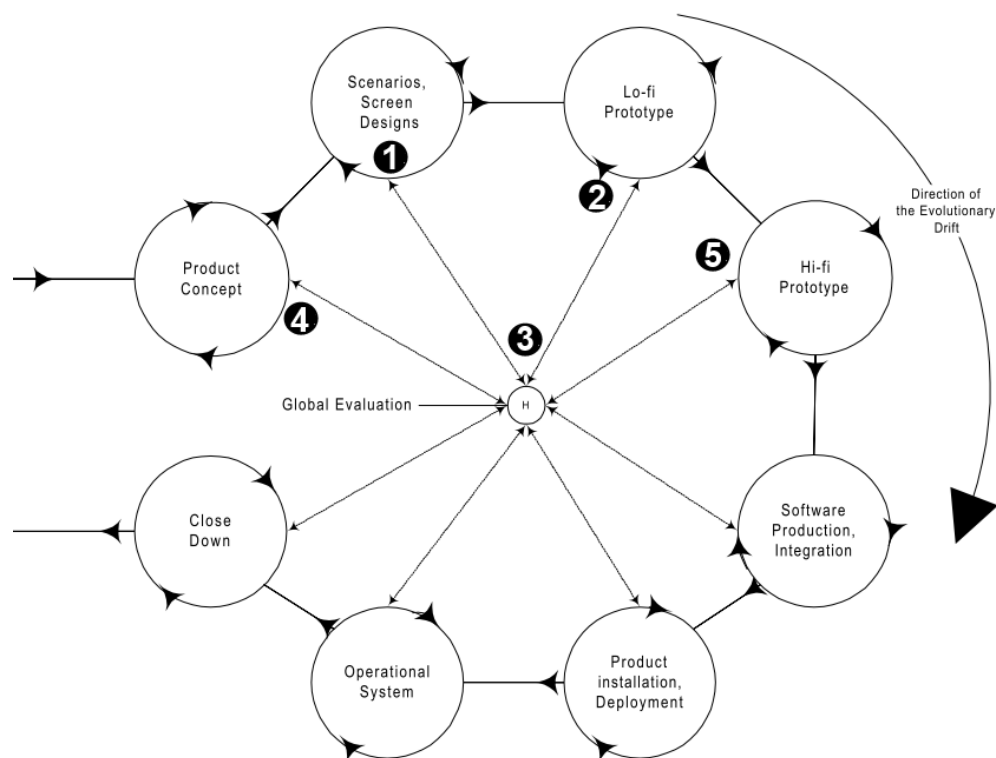 Scenarios,
Screen
Designs
1
Lo-fi
Prototype
2
Direction of
the Evolutionary
Drift
Product
Concept
4
5
Hi-fi
Prototype
3
Global Evaluation
H
Close
Down
Software
Production,
Integration
Operational
System
Product
installation,
Deployment